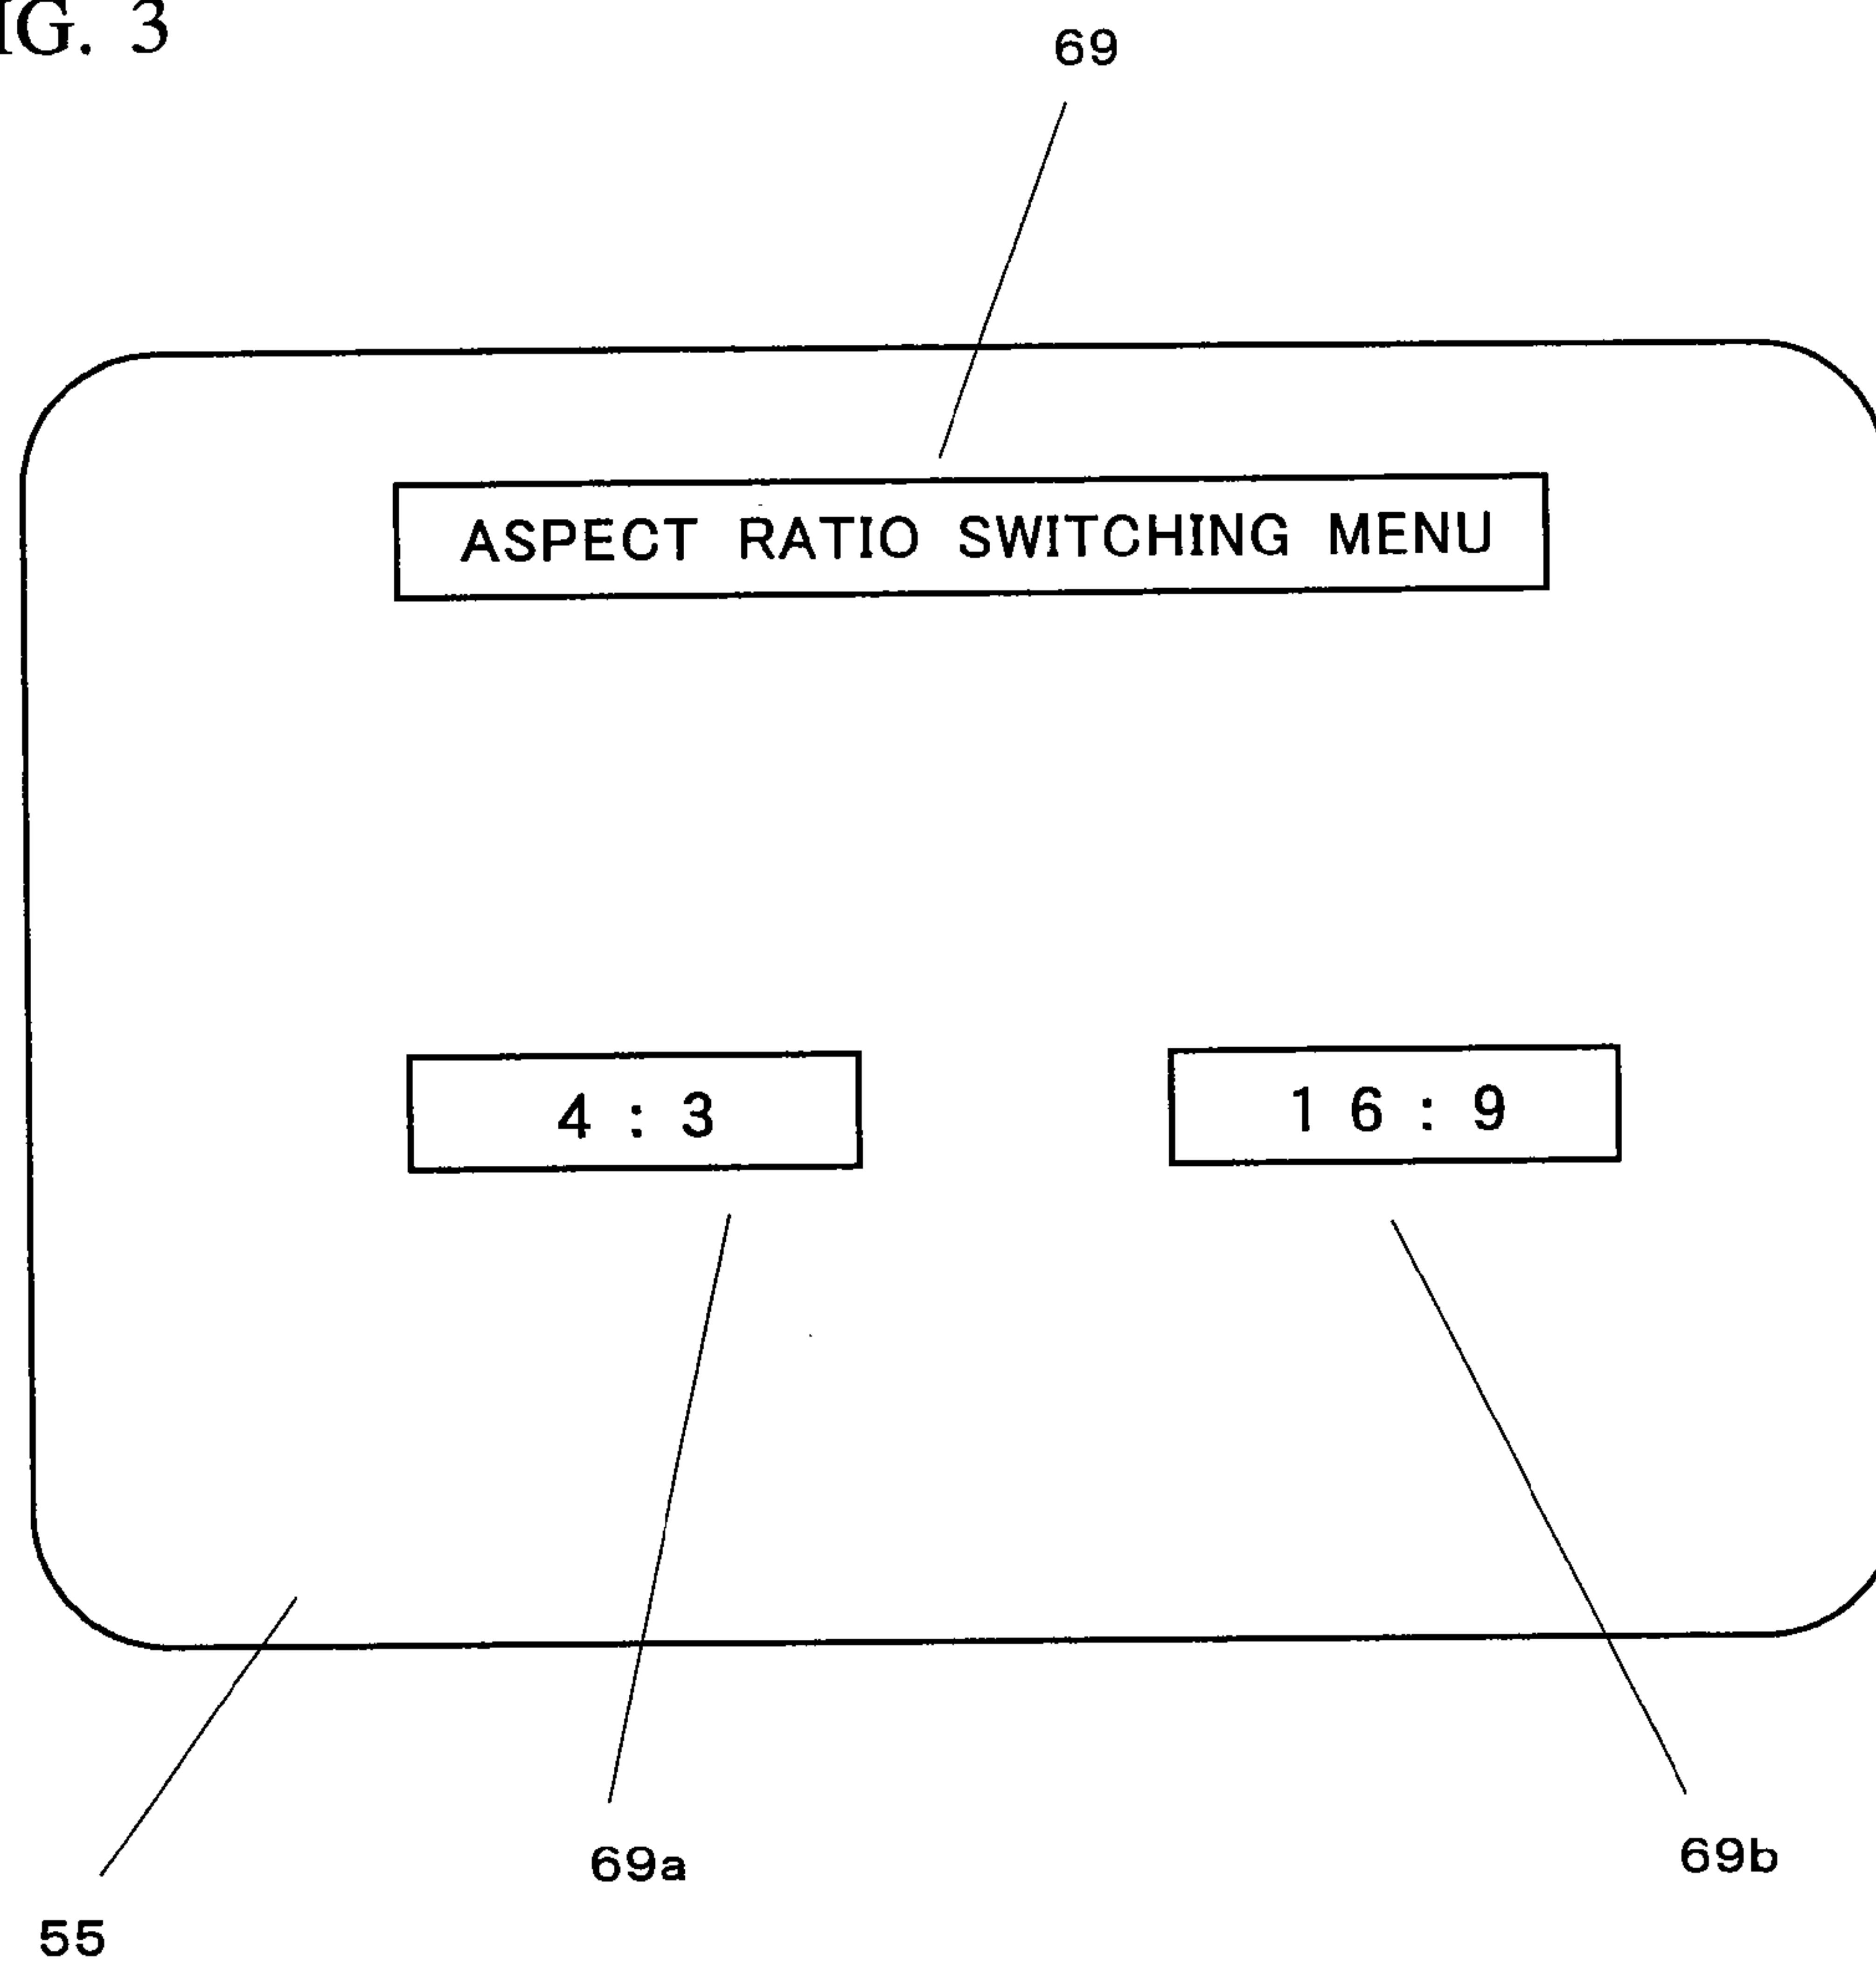 IG. 3
69
ASPECT RATIO SWITCHING MENU
4 : 3
1 6 : 9
69a
69b
55